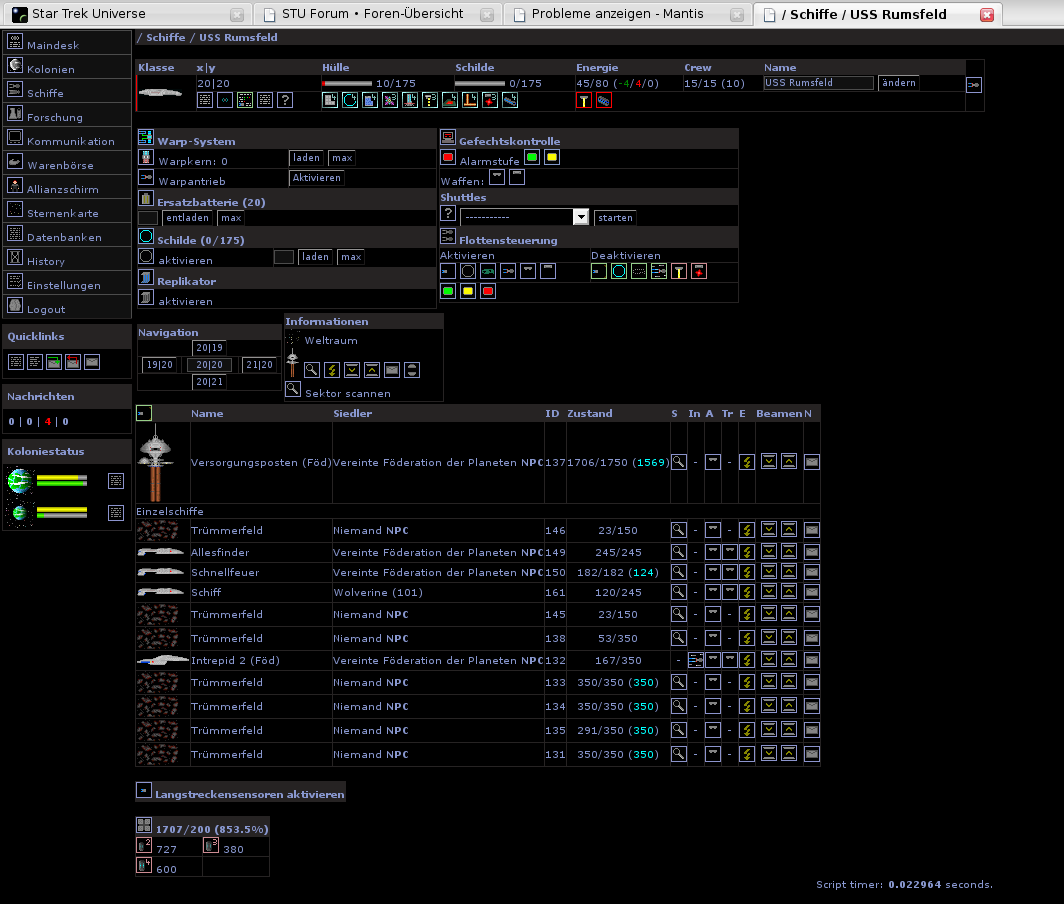 Star Trek Universe
STU Forum • Foren-Übersicht
Probleme anzeigen - Mantis
/ Schiffe / USS Rumsfeld
Maindesk
Kolonien
Schiffe
Forschung
Kommunikation
Warenbörse
Allianzschirm
Sternenkarte
Datenbanken
History
Einstellungen
Logout
Quicklinks
Nachrichten
0 | 0 | 4 | 0
Koloniestatus
/ Schiffe / USS Rumsfeld
Klasse x|y Hülle Schilde Energie Crew Name
20|20 10/175 0/175 45/80 (-4/4/0) 15/15 (10) USS Rumsfeld ändern
?
Warp-System
Warpkern: 0 laden max
Warpantrieb Aktivieren
Ersatzbatterie (20)
entladen max
Schilde (0/175)
aktivieren laden max
Replikator
aktivieren
Gefechtskontrolle
Alarmstufe
Waffen:
Shuttles
? ----------- starten
Flottensteuerung
Aktivieren Deaktivieren
Navigation
20|19
19|20 20|20 21|20
20|21
Informationen
Weltraum
Sektor scannen
Name Siedler ID Zustand S In A Tr E Beamen N
Versorgungsposten (Föd) Vereinte Föderation der Planeten NPC 137 1706/1750 (1569) - -
Einzelschiffe
Trümmerfeld Niemand NPC 146 23/150 - -
Allesfinder Vereinte Föderation der Planeten NPC 149 245/245 -
Schnellfeuer Vereinte Föderation der Planeten NPC 150 182/182 (124) -
Schiff Wolverine (101) 161 120/245 -
Trümmerfeld Niemand NPC 145 23/350 - -
Trümmerfeld Niemand NPC 138 53/350 - -
Intrepid 2 (Föd) Vereinte Föderation der Planeten NPC 132 167/350 -
Trümmerfeld Niemand NPC 133 350/350 (350) - -
Trümmerfeld Niemand NPC 134 350/350 (350) - -
Trümmerfeld Niemand NPC 135 291/350 (350) - -
Trümmerfeld Niemand NPC 131 350/350 (350) - -
Langstreckensensoren aktivieren
1707/200 (853.5%)
2 727 3 380
4 600
Script timer: 0.022964 seconds.